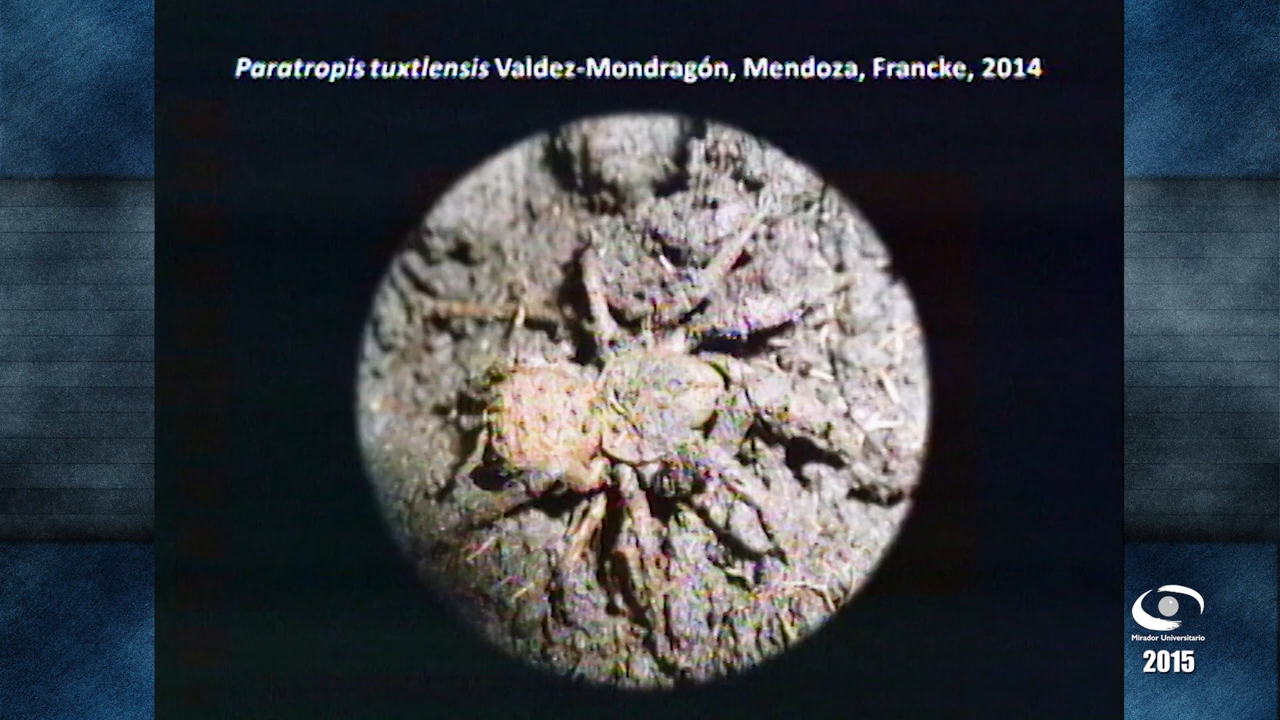 Paratropis tuxtlensis Valdez-Mondragón, Mendoza, Francke, 2014
Mirador Universitario
2015